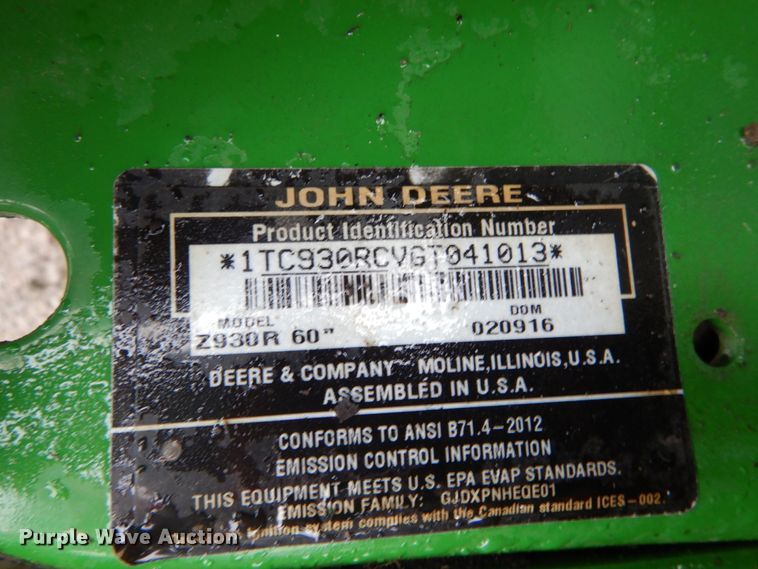 JOHN DEERE
Product Identification Number
*1TC930RCVGT041013*
MODEL DOM
Z930R 60" 020916
DEERE & COMPANY MOLINE, ILLINOIS, U.S.A.
ASSEMBLED IN U.S.A.
CONFORMS TO ANSI B71.4-2012
EMISSION CONTROL INFORMATION
THIS EQUIPMENT MEETS U.S. EPA EVAP STANDARDS.
EMISSION FAMILY: GJDXPNHEQE01
Ignition system complies with the Canadian standard ICES-002.
Purple Wave Auction